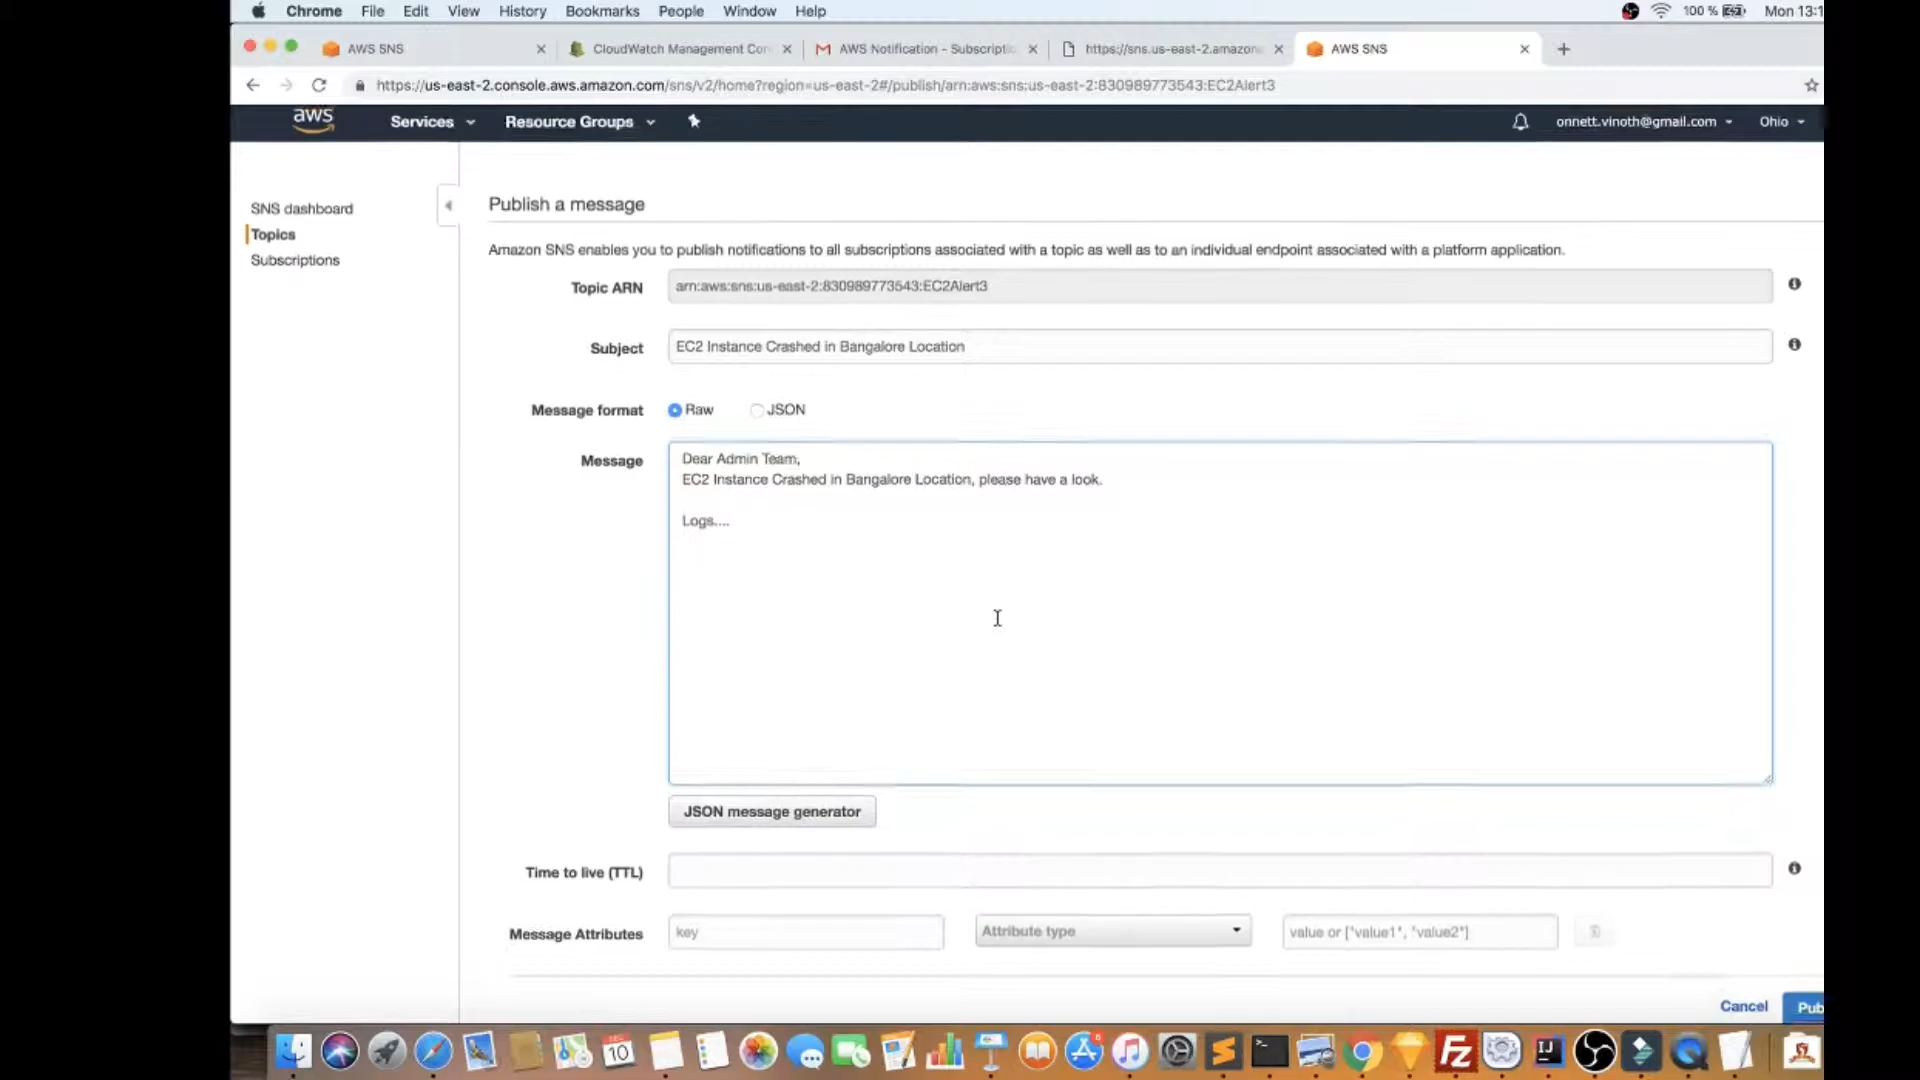 Chrome File Edit View History Bookmarks People Window Help 100 % Mon 13:1
AWS SNS CloudWatch Management Con AWS Notification - Subscripti https://sns.us-east-2.amazona AWS SNS
https://us-east-2.console.aws.amazon.com/sns/v2/home?region=us-east-2#/publish/arn:aws:sns:us-east-2:830989773543:EC2Alert3
aws Services Resource Groups onnett.vinoth@gmail.com Ohio
SNS dashboard
Topics
Subscriptions
Publish a message
Amazon SNS enables you to publish notifications to all subscriptions associated with a topic as well as to an individual endpoint associated with a platform application.
Topic ARN arn:aws:sns:us-east-2:830989773543:EC2Alert3
Subject EC2 Instance Crashed in Bangalore Location
Message format Raw JSON
Message Dear Admin Team,
EC2 Instance Crashed in Bangalore Location, please have a look.
Logs....
JSON message generator
Time to live (TTL)
Message Attributes key Attribute type value or ["value1", "value2"]
Cancel Pub
10